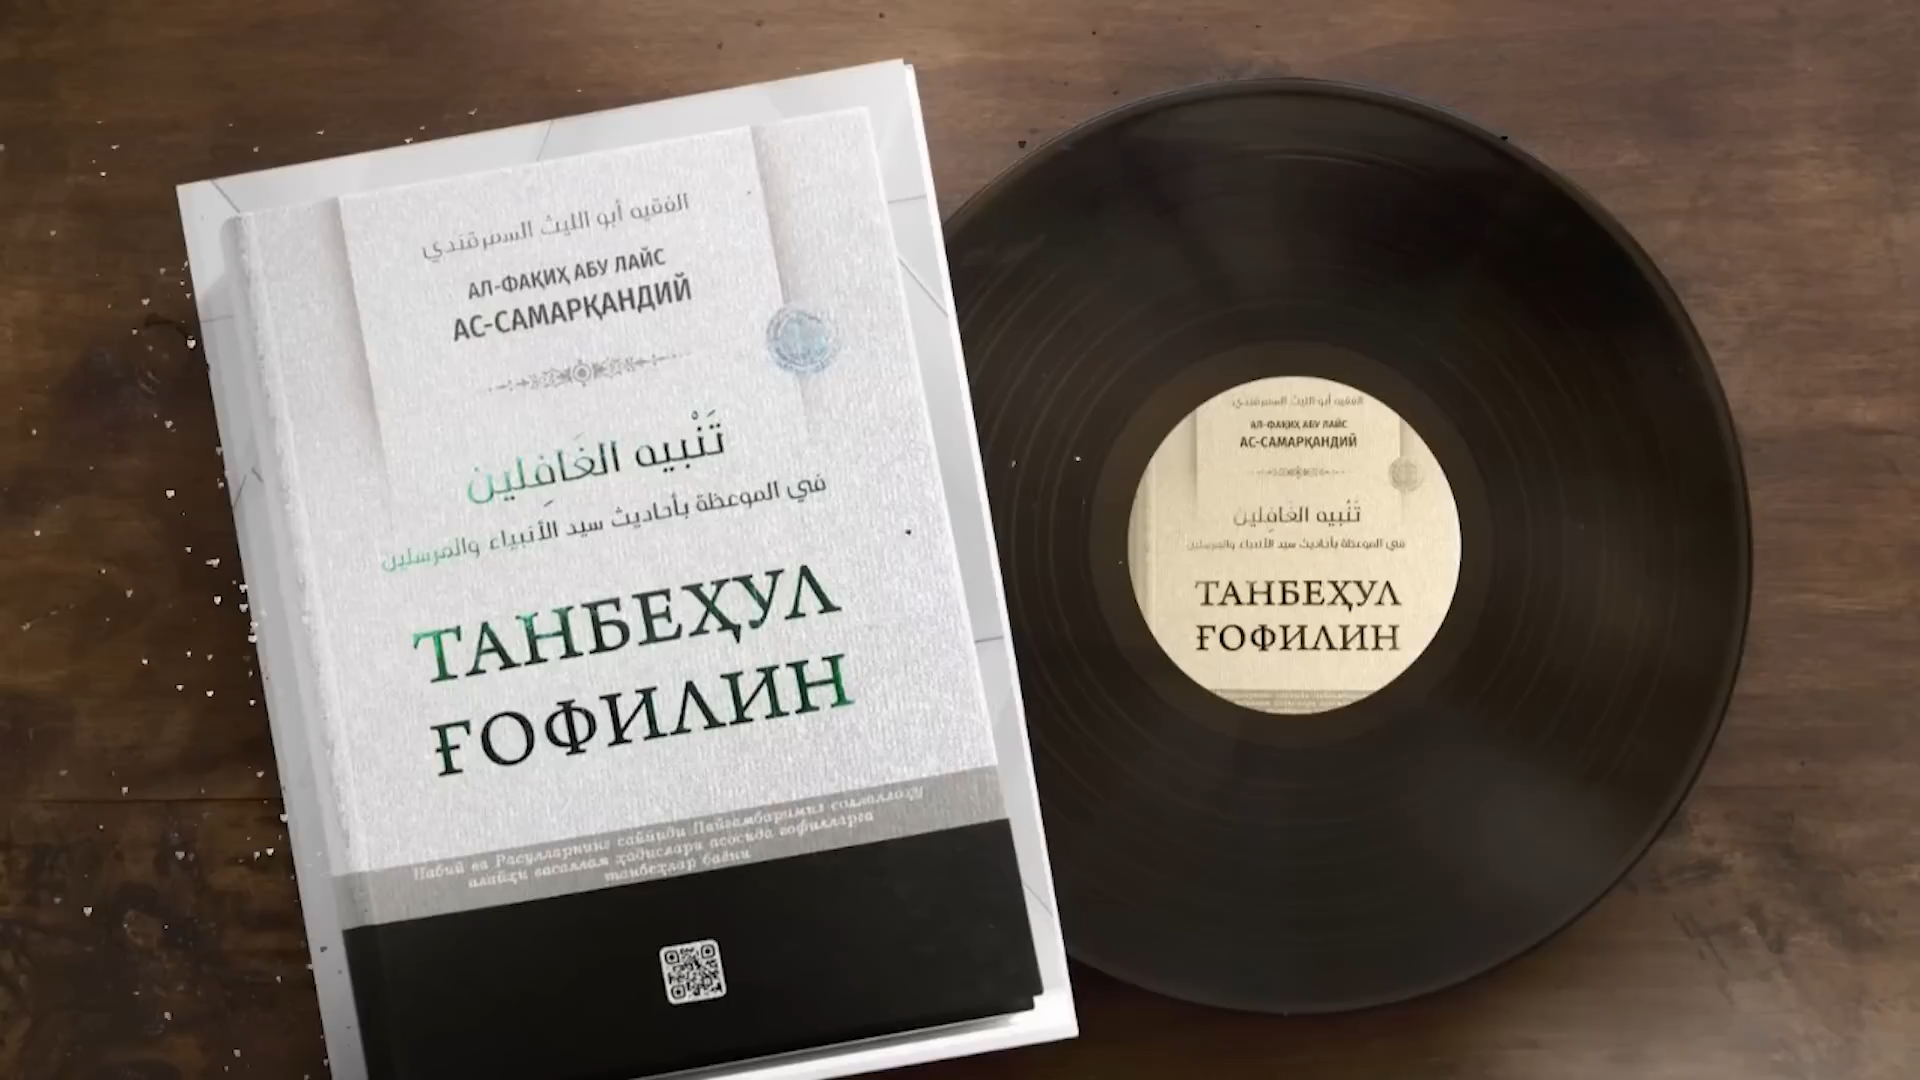 الفقيه أبو الليث السمرقندي
АЛ-ФАҚИҲ АБУ ЛАЙС
АС-САМАРҚАНДИЙ
تَنْبيه الغَافِلين
في الموعظة بأحاديث سيد الأنبياء والمرسلين
ТАНБЕҲУЛ
ҒОФИЛИН
Набий ва Расулларнинг саййиди Пайғамбаримиз соллаллоҳу
алайҳи васаллам ҳадислари асосида ғофилларга
танбеҳлар баёни
الفقيه أبو الليث السمرقندي
АЛ-ФАҚИҲ АБУ ЛАЙС
АС-САМАРҚАНДИЙ
تَنْبيه الغَافِلين
في الموعظة بأحاديث سيد الأنبياء والمرسلين
ТАНБЕҲУЛ
ҒОФИЛИН